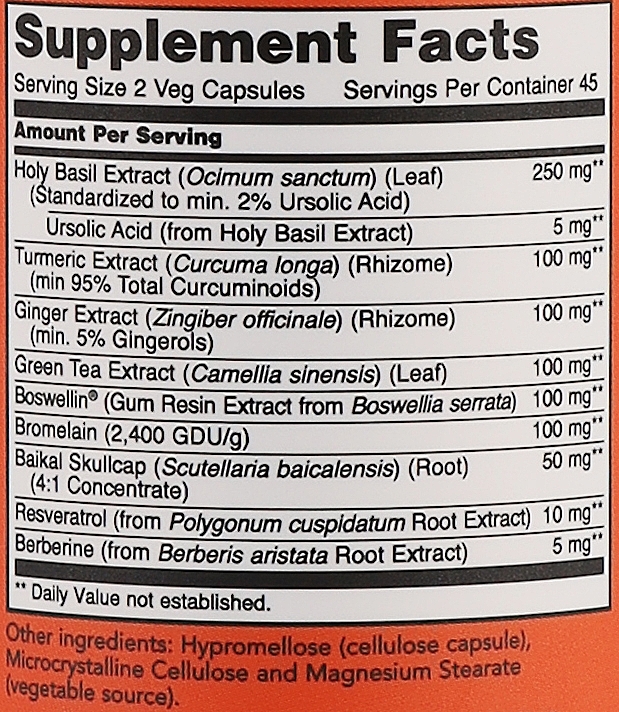 Supplement Facts
Serving Size 2 Veg Capsules Servings Per Container 45
Amount Per Serving
Holy Basil Extract (Ocimum sanctum) (Leaf) 250 mg**
(Standardized to min. 2% Ursolic Acid)
Ursolic Acid (from Holy Basil Extract) 5 mg**
Turmeric Extract (Curcuma longa) (Rhizome) 100 mg**
(min 95% Total Curcuminoids)
Ginger Extract (Zingiber officinale) (Rhizome) 100 mg**
(min. 5% Gingerols)
Green Tea Extract (Camellia sinensis) (Leaf) 100 mg**
Boswellin® (Gum Resin Extract from Boswellia serrata) 100 mg**
Bromelain (2,400 GDU/g) 100 mg**
Baikal Skullcap (Scutellaria baicalensis) (Root) 50 mg**
(4:1 Concentrate)
Resveratrol (from Polygonum cuspidatum Root Extract) 10 mg**
Berberine (from Berberis aristata Root Extract) 5 mg**
** Daily Value not established.
Other ingredients: Hypromellose (cellulose capsule),
Microcrystalline Cellulose and Magnesium Stearate
(vegetable source).